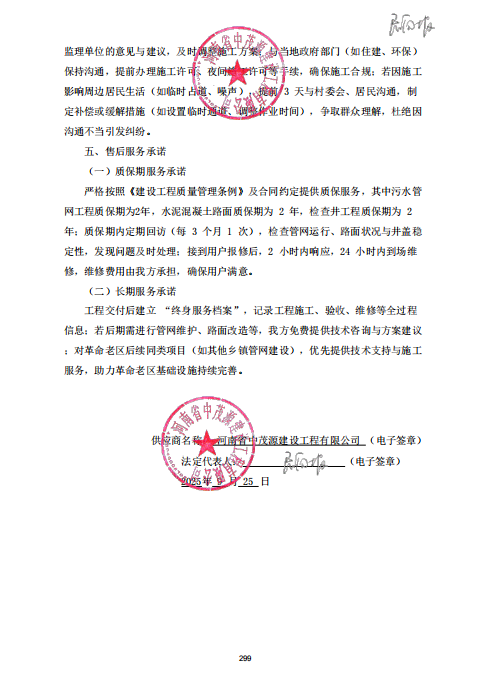 监理单位的意见与建议，及时调整施工方案；与当地政府部门（如住建、环保）
保持沟通，提前办理施工许可、夜间施工许可等手续，确保施工合规；若因施工
影响周边居民生活（如临时占道、噪声），提前 3 天与村委会、居民沟通，制
定补偿或缓解措施（如设置临时通道、调整作业时间），争取群众理解，杜绝因
沟通不当引发纠纷。
五、售后服务承诺
（一）质保期服务承诺
严格按照《建设工程质量管理条例》及合同约定提供质保服务，其中污水管
网工程质保期为2年，水泥混凝土路面质保期为 2 年，检查井工程质保期为 2
年；质保期内定期回访（每 3 个月 1 次），检查管网运行、路面状况与井盖稳
定性，发现问题及时处理；接到用户报修后，2 小时内响应，24 小时内到场维
修，维修费用由我方承担，确保用户满意。
（二）长期服务承诺
工程交付后建立 “终身服务档案”，记录工程施工、验收、维修等全过程
信息；若后期需进行管网维护、路面改造等，我方免费提供技术咨询与方案建议
；对革命老区后续同类项目（如其他乡镇管网建设），优先提供技术支持与施工
服务，助力革命老区基础设施持续完善。
供应商名称：河南省中茂源建设工程有限公司（电子签章）
法定代表人：（电子签章）
2025年 9 月 25 日
299